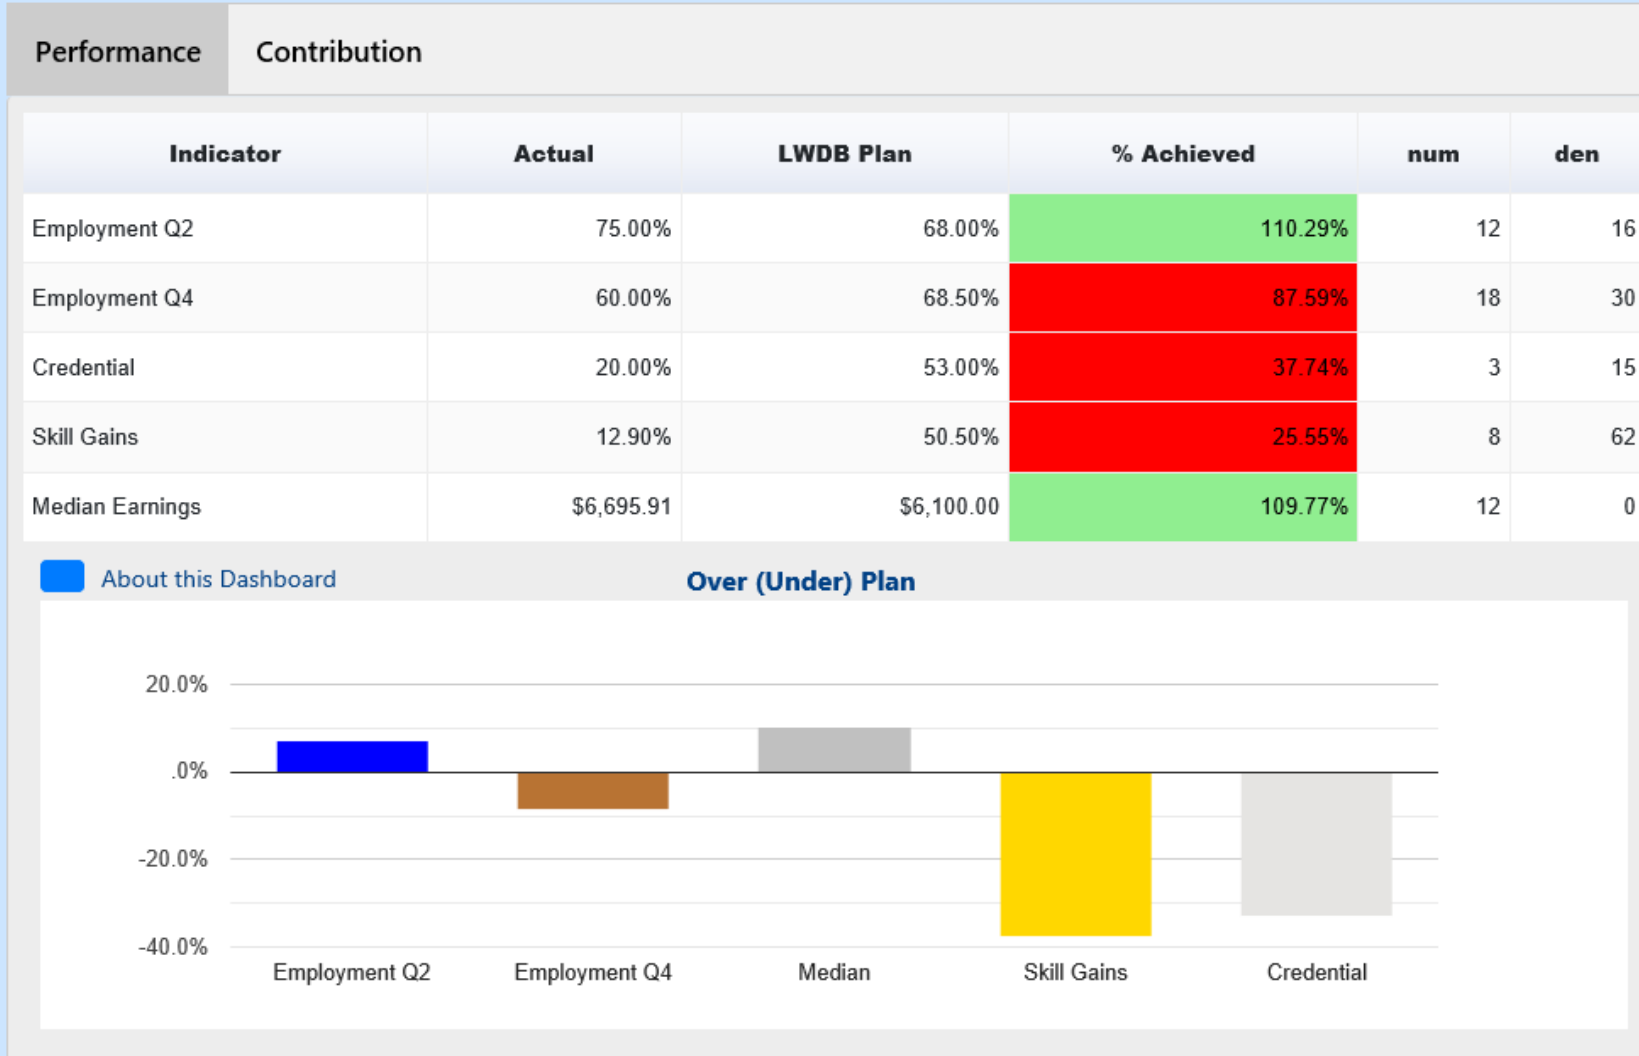 Performance Contribution
Indicator Actual LWDB Plan % Achieved num den
Employment Q2 75.00% 68.00% 110.29% 12 16
Employment Q4 60.00% 68.50% 87.59% 18 30
Credential 20.00% 53.00% 37.74% 3 15
Skill Gains 12.90% 50.50% 25.55% 8 62
Median Earnings $6,695.91 $6,100.00 109.77% 12 0
About this Dashboard Over (Under) Plan
20.0%
.0%
-20.0%
-40.0%
Employment Q2 Employment Q4 Median Skill Gains Credential